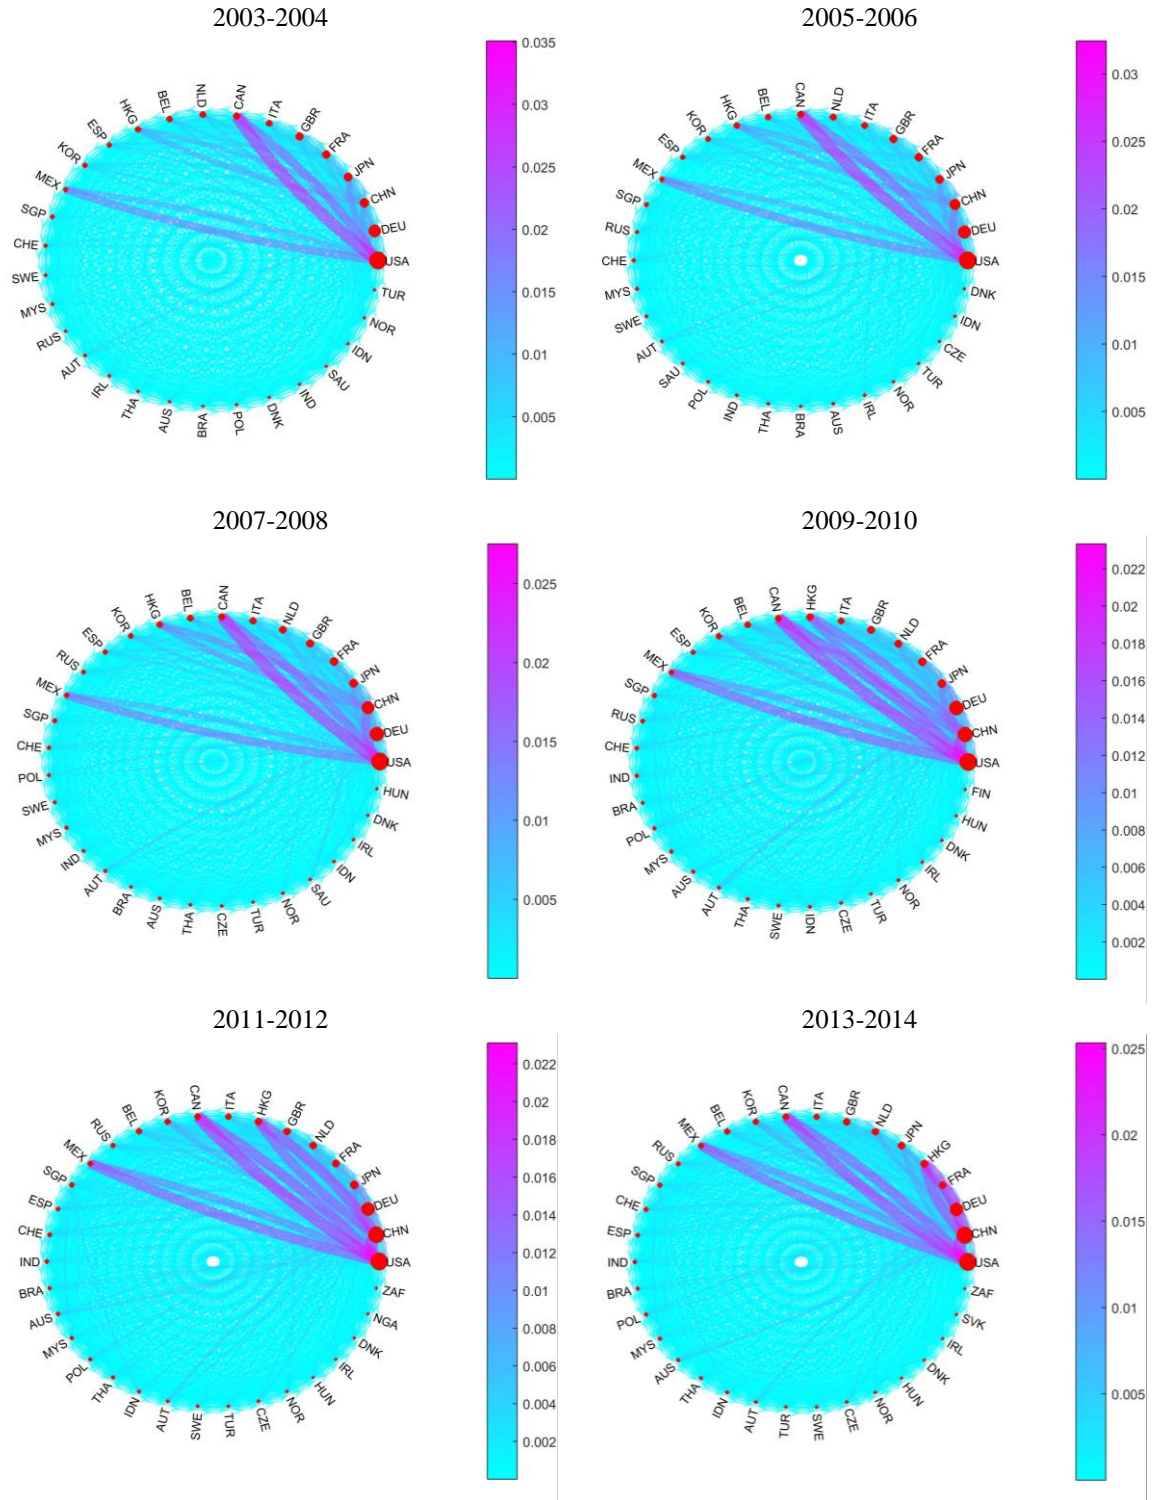 2003-2004
2005-2006
0.035
0.03
0.025
0.02
0.015
0.01
0.005
NLD
CAN
BEL
ITA
HKG
GBR
ESP
FRA
KOR
JPN
MEX
CHN
SGP
DEU
CHE
USA
SWE
TUR
MYS
NOR
RUS
IDN
AUT
SAU
IRL
IND
THA
DNK
AUS
BRA
POL
0.03
0.025
0.02
0.015
0.01
0.005
CAN
BEL
NLD
HKG
ITA
KOR
GBR
ESP
FRA
MEX
JPN
SGP
CHN
RUS
DEU
CHE
USA
MYS
DNK
SWE
IDN
AUT
CZE
SAU
TUR
POL
NOR
IND
IRL
THA
BRA
AUS
2007-2008
2009-2010
0.025
0.02
0.015
0.01
0.005
CAN
BEL
ITA
HKG
NLD
KOR
GBR
ESP
FRA
RUS
JPN
MEX
CHN
SGP
DEU
CHE
USA
POL
HUN
SWE
DNK
MYS
IRL
IND
IDN
AUT
SAU
BRA
NOR
AUS
TUR
THA
CZE
0.022
0.02
0.018
0.016
0.014
0.012
0.01
0.008
0.006
0.004
0.002
CAN
HKG
BEL
ITA
KOR
GBR
ESP
NLD
MEX
FRA
SGP
JPN
RUS
DEU
CHE
CHN
IND
USA
BRA
FIN
POL
HUN
MYS
DNK
AUS
IRL
AUT
NOR
THA
TUR
SWE
CZE
IDN
2011-2012
2013-2014
0.022
0.02
0.018
0.016
0.014
0.012
0.01
0.008
0.006
0.004
0.002
CAN
ITA
KOR
HKG
BEL
GBR
RUS
NLD
MEX
FRA
SGP
JPN
ESP
DEU
CHE
CHN
IND
USA
BRA
ZAF
AUS
NGA
MYS
DNK
POL
IRL
THA
HUN
IDN
NOR
AUT
CZE
SWE
TUR
0.025
0.02
0.015
0.01
0.005
CAN
ITA
KOR
GBR
BEL
NLD
MEX
JPN
RUS
HKG
SGP
FRA
CHE
DEU
ESP
CHN
IND
USA
BRA
ZAF
POL
SVK
MYS
IRL
AUS
DNK
THA
HUN
IDN
NOR
AUT
CZE
TUR
SWE